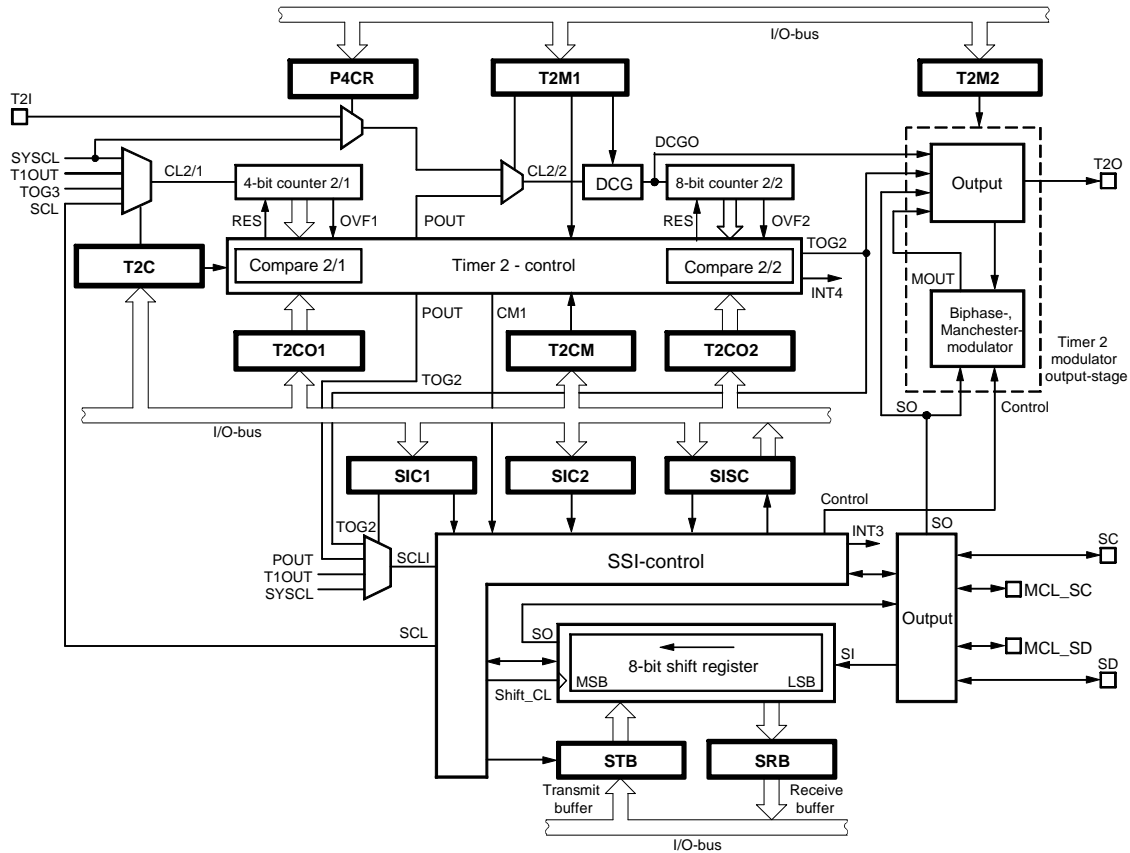 I/O-bus
P4CR
T2M1
T2M2
T2I
DCGO
SYSCL
T1OUT
TOG3
SCL
CL2/1
4-bit counter 2/1
CL2/2
DCG
8-bit counter 2/2
Output
T2O
RES
OVF1
POUT
RES
OVF2
TOG2
T2C
Compare 2/1
Timer 2 - control
Compare 2/2
INT4
MOUT
POUT
CM1
Biphase-,
Manchester-
modulator
Timer 2
modulator
output-stage
T2CO1
T2CM
T2CO2
TOG2
SO
Control
I/O-bus
SIC1
SIC2
SISC
Control
TOG2
INT3
SO
SC
POUT
T1OUT
SYSCL
SCLI
SSI-control
MCL_SC
Output
SCL
SO
SI
MCL_SD
SD
8-bit shift register
MSB
LSB
Shift_CL
STB
SRB
Transmit
buffer
Receive
buffer
I/O-bus